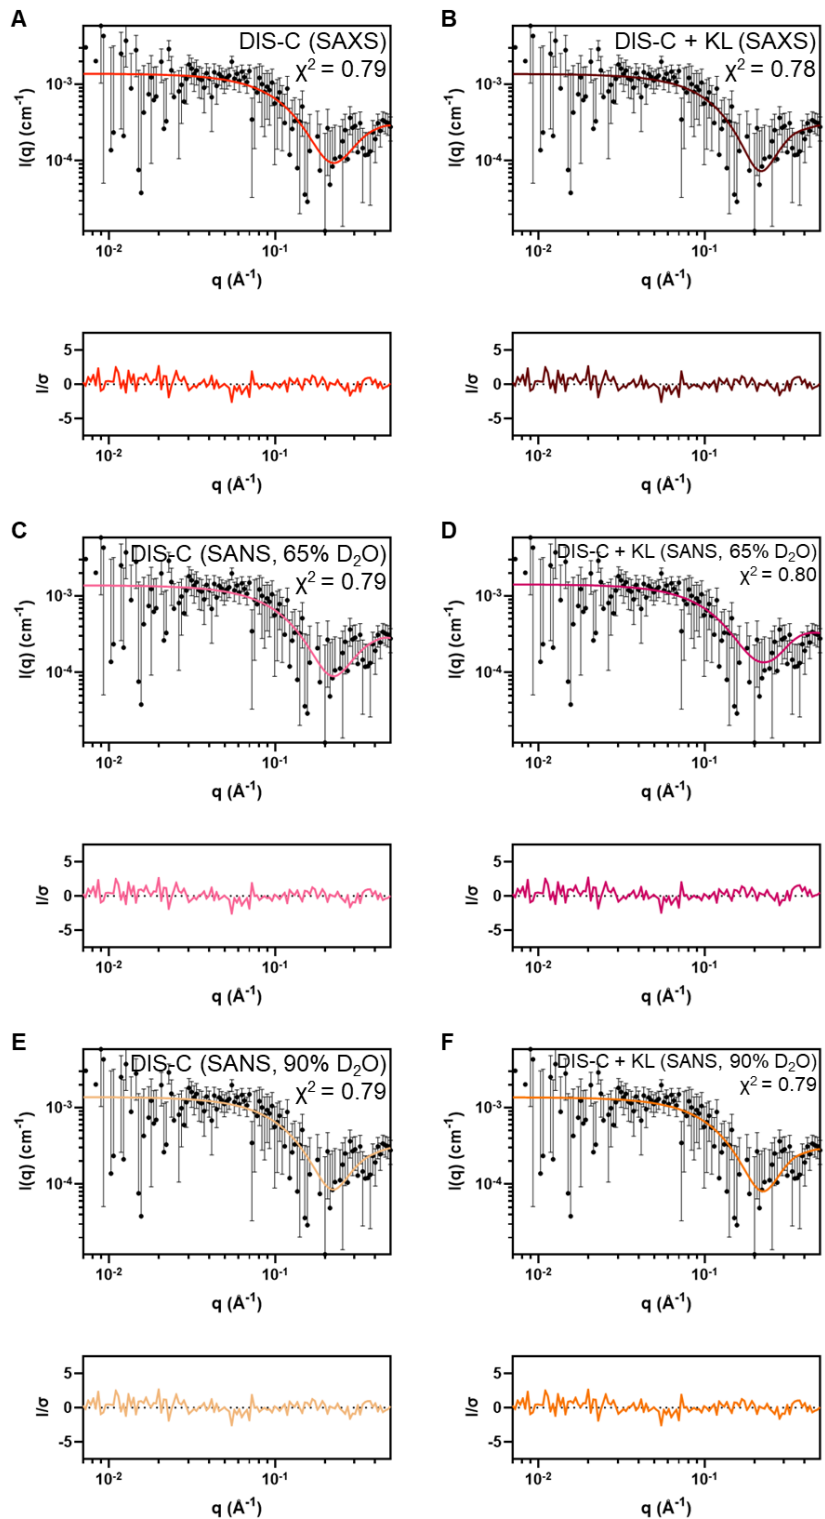 A
DIS-C (SAXS)
χ² = 0.79
10⁻³
10⁻⁴
I(q) (cm⁻¹)
10⁻²
10⁻¹
q (Å⁻¹)
5
0
-5
I/σ
10⁻²
10⁻¹
q (Å⁻¹)
B
DIS-C + KL (SAXS)
χ² = 0.78
10⁻³
10⁻⁴
I(q) (cm⁻¹)
10⁻²
10⁻¹
q (Å⁻¹)
5
0
-5
I/σ
10⁻²
10⁻¹
q (Å⁻¹)
C
DIS-C (SANS, 65% D₂O)
χ² = 0.79
10⁻³
10⁻⁴
I(q) (cm⁻¹)
10⁻²
10⁻¹
q (Å⁻¹)
5
0
-5
I/σ
10⁻²
10⁻¹
q (Å⁻¹)
D
DIS-C + KL (SANS, 65% D₂O)
χ² = 0.80
10⁻³
10⁻⁴
I(q) (cm⁻¹)
10⁻²
10⁻¹
q (Å⁻¹)
5
0
-5
I/σ
10⁻²
10⁻¹
q (Å⁻¹)
E
DIS-C (SANS, 90% D₂O)
χ² = 0.79
10⁻³
10⁻⁴
I(q) (cm⁻¹)
10⁻²
10⁻¹
q (Å⁻¹)
5
0
-5
I/σ
10⁻²
10⁻¹
q (Å⁻¹)
F
DIS-C + KL (SANS, 90% D₂O)
χ² = 0.79
10⁻³
10⁻⁴
I(q) (cm⁻¹)
10⁻²
10⁻¹
q (Å⁻¹)
5
0
-5
I/σ
10⁻²
10⁻¹
q (Å⁻¹)